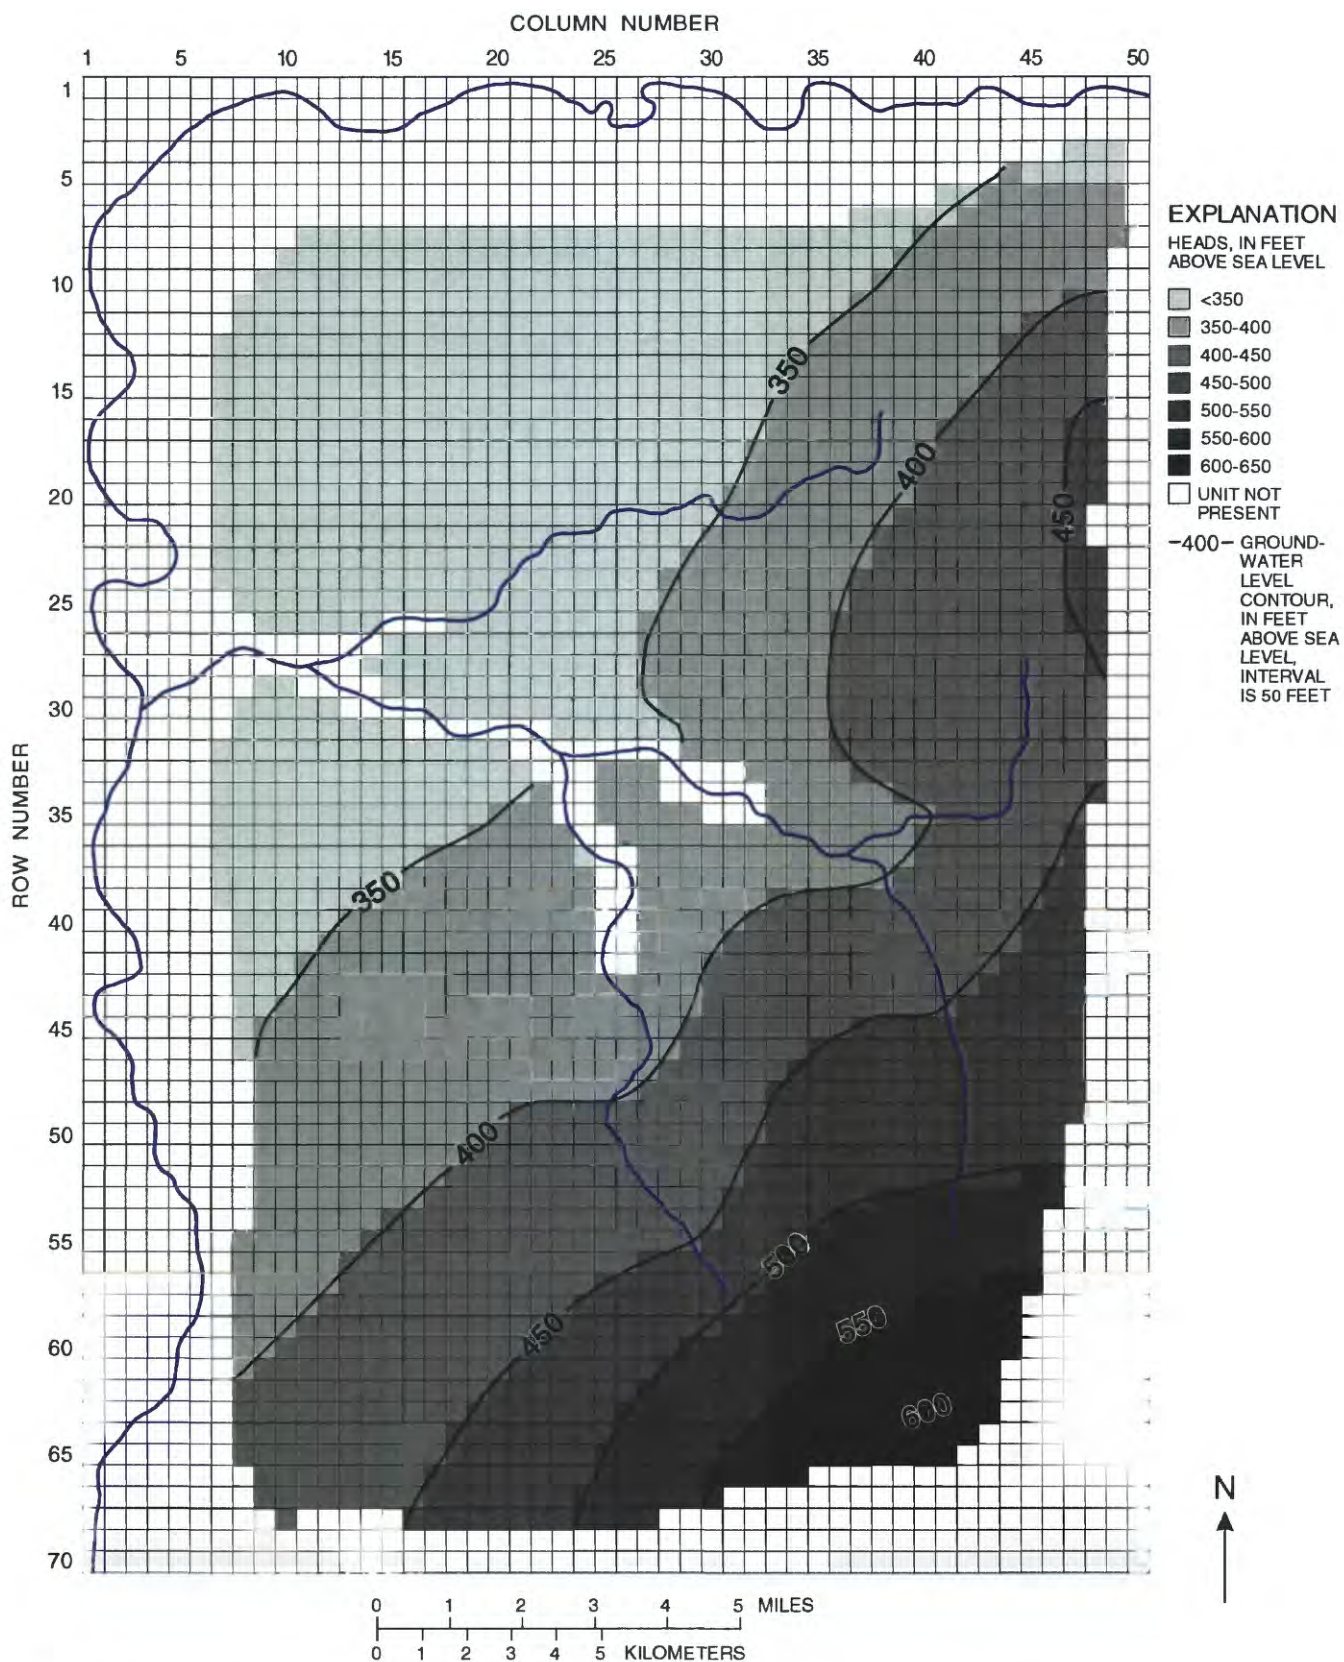 COLUMN NUMBER
1 5 10 15 20 25 30 35 40 45 50
ROW NUMBER
1
5
10
15
20
25
30
35
40
45
50
55
60
65
70
350
400
450
350
400
450
500
550
600
EXPLANATION
HEADS, IN FEET
ABOVE SEA LEVEL
<350
350-400
400-450
450-500
500-550
550-600
600-650
UNIT NOT
PRESENT
-400- GROUND-
WATER
LEVEL
CONTOUR,
IN FEET
ABOVE SEA
LEVEL,
INTERVAL
IS 50 FEET
N
0 1 2 3 4 5 MILES
0 1 2 3 4 5 KILOMETERS